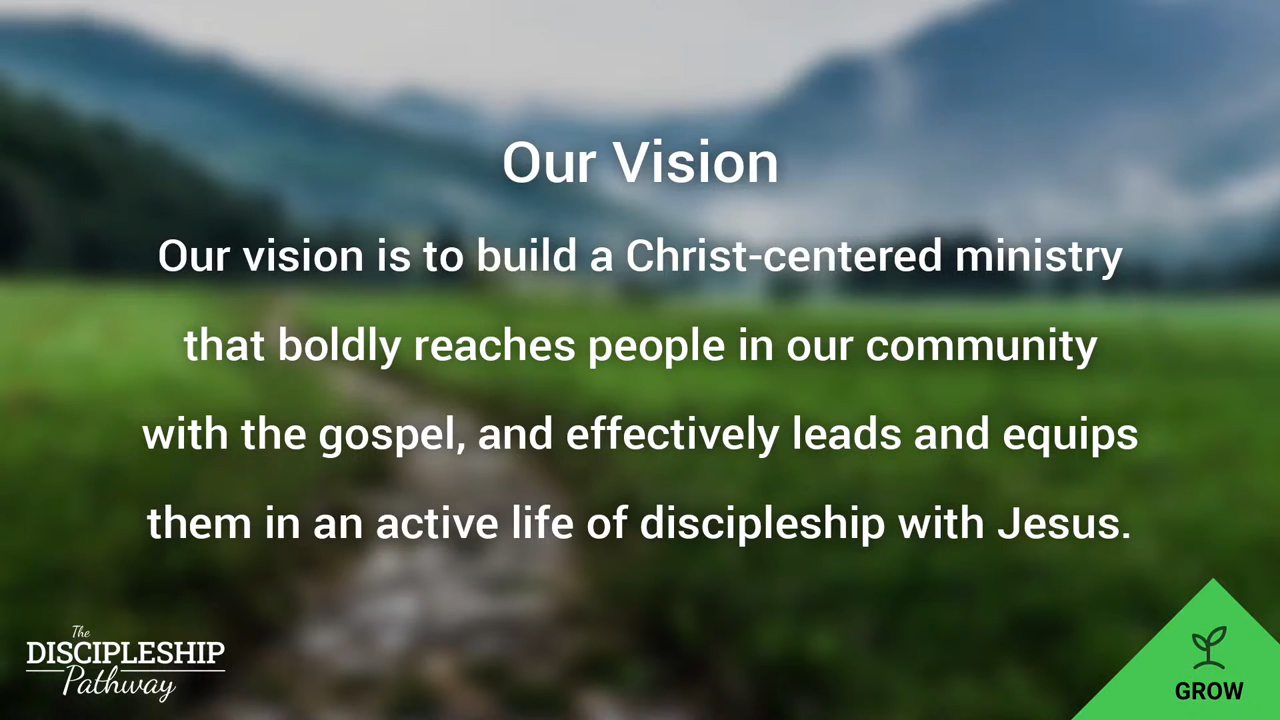 Our Vision
Our vision is to build a Christ-centered ministry
that boldly reaches people in our community
with the gospel, and effectively leads and equips
them in an active life of discipleship with Jesus.
The
DISCIPLESHIP
Pathway
GROW